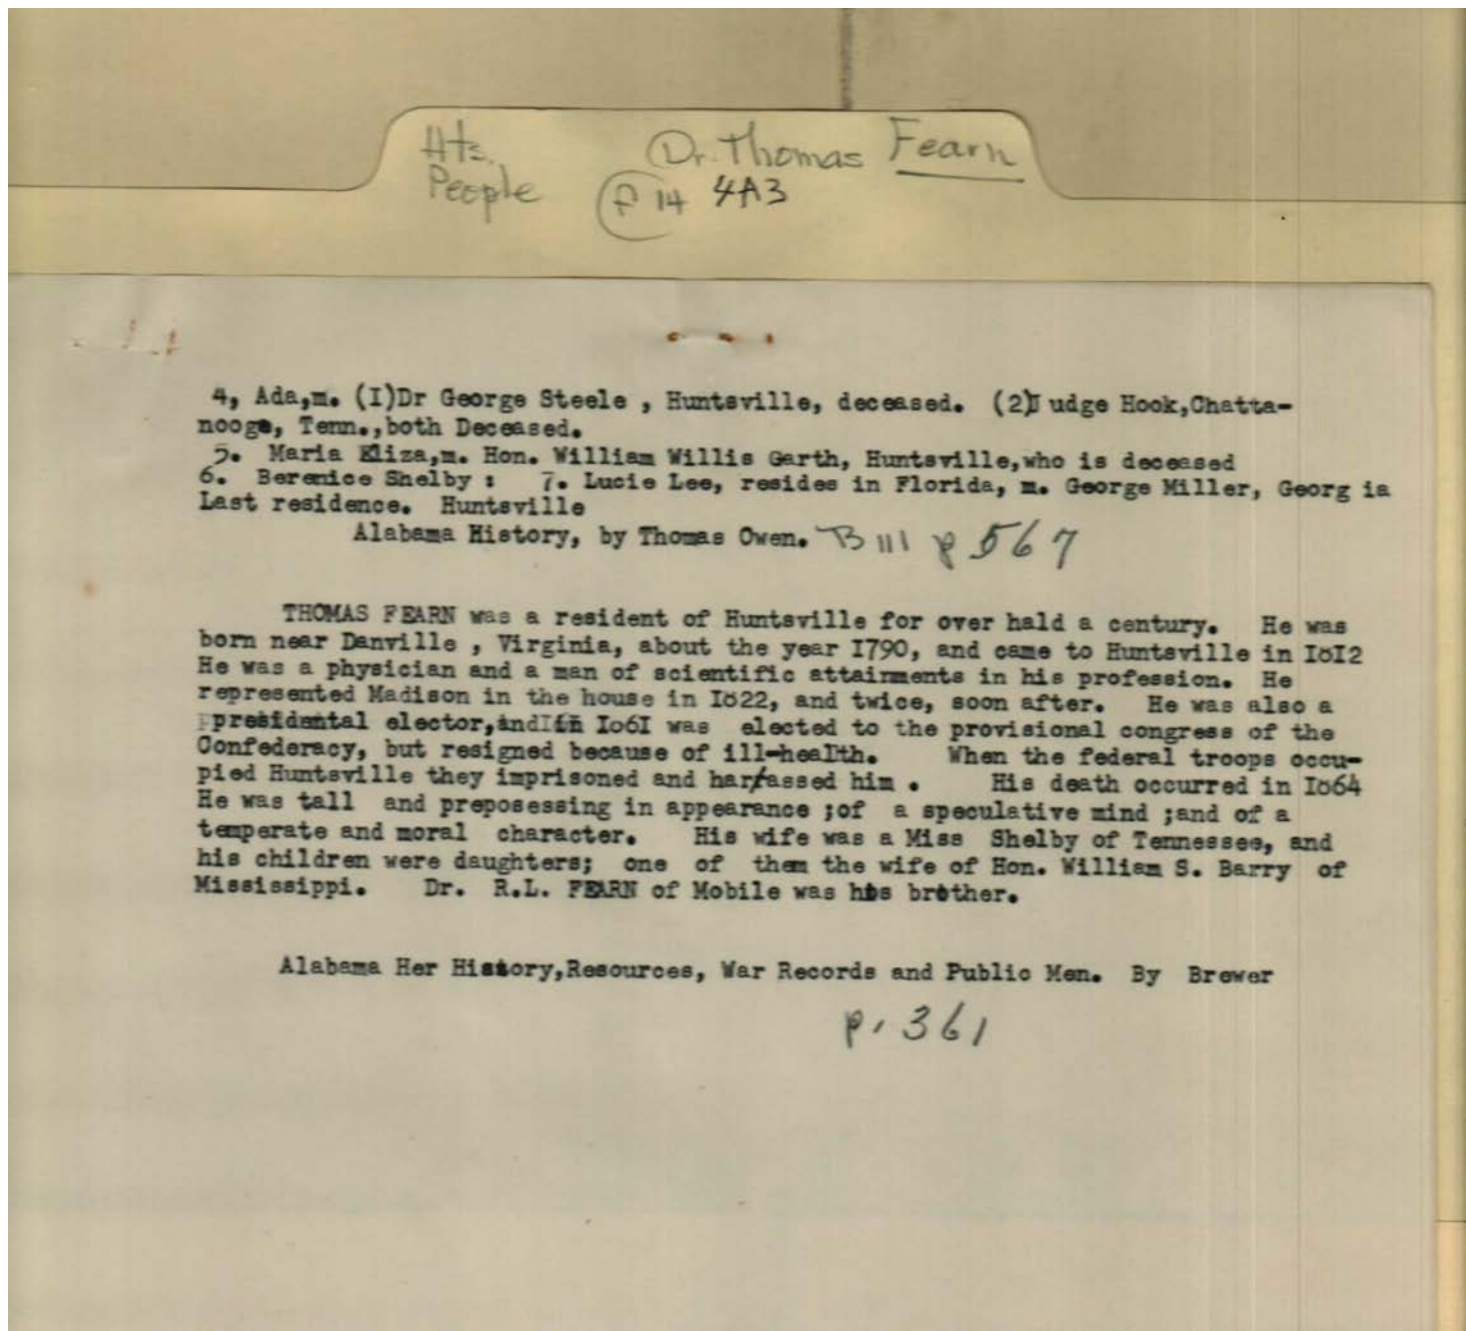 Hts. Dr. Thomas Fearn
People f 14 4A3
4, Ada,m. (I)Dr George Steele , Huntsville, deceased. (2)J udge Hook,Chatta-
nooga, Tenn.,both Deceased.
5. Maria Eliza,m. Hon. William Willis Garth, Huntsville,who is deceased
6. Berenice Shelby : 7. Lucie Lee, resides in Florida, m. George Miller, Georg ia
Last residence. Huntsville
Alabama History, by Thomas Owen. B III p 567
THOMAS FEARN was a resident of Huntsville for over hald a century. He was
born near Danville , Virginia, about the year I790, and came to Huntsville in I8I2
He was a physician and a man of scientific attainments in his profession. He
represented Madison in the house in I822, and twice, soon after. He was also a
presidental elector,and in I86I was elected to the provisional congress of the
Confederacy, but resigned because of ill-health. When the federal troops occu-
pied Huntsville they imprisoned and har/assed him . His death occurred in I864
He was tall and preposessing in appearance ;of a speculative mind ;and of a
temperate and moral character. His wife was a Miss Shelby of Tennessee, and
his children were daughters; one of them the wife of Hon. William S. Barry of
Mississippi. Dr. R.L. FEARN of Mobile was his brother.
Alabama Her History,Resources, War Records and Public Men. By Brewer
p. 361